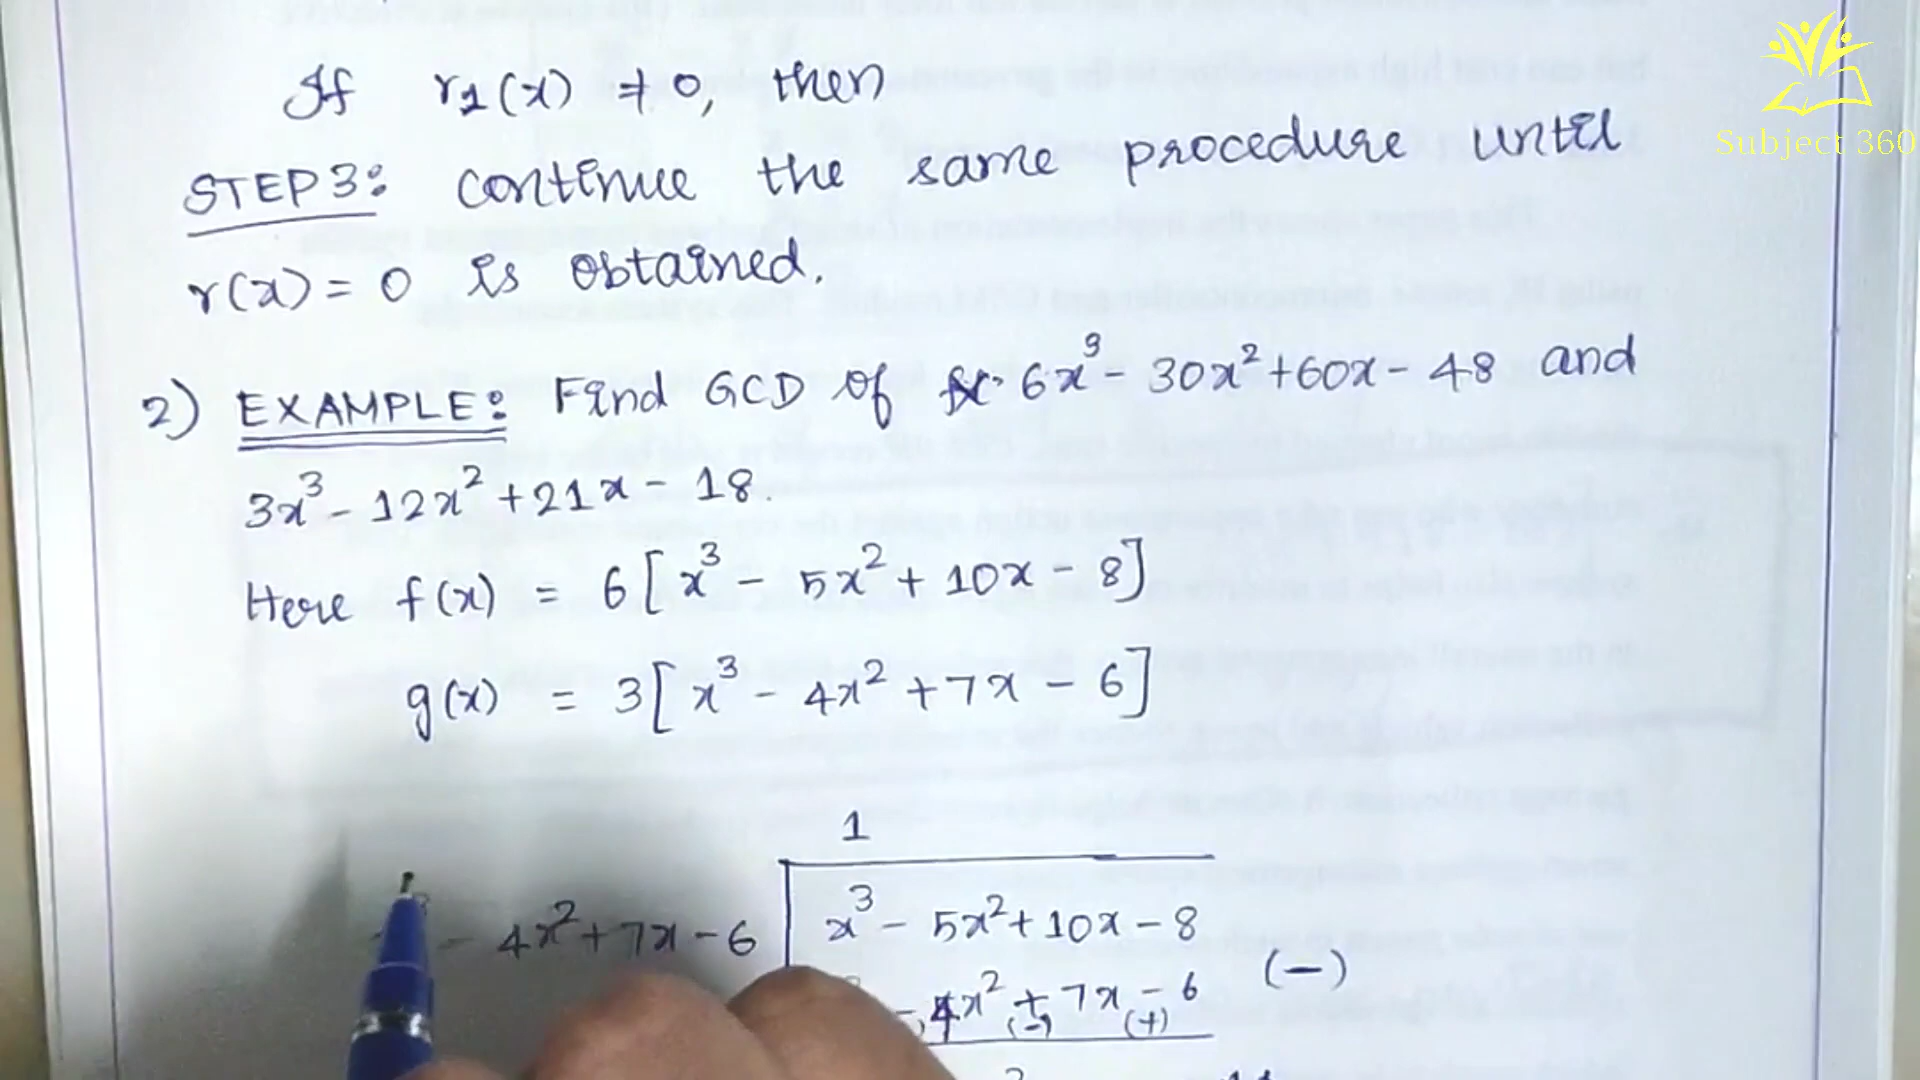 If r1(x) ≠ 0, then
STEP 3: continue the same procedure until
r(x) = 0 is obtained.
2) EXAMPLE: Find GCD of 6x³ - 30x² + 60x - 48 and
3x³ - 12x² + 21x - 18.
Here f(x) = 6[x³ - 5x² + 10x - 8]
g(x) = 3[x³ - 4x² + 7x - 6]
1
- 4x² + 7x - 6 x³ - 5x² + 10x - 8
4x² + 7x - 6 (-)
(-) (+)
Subject 360